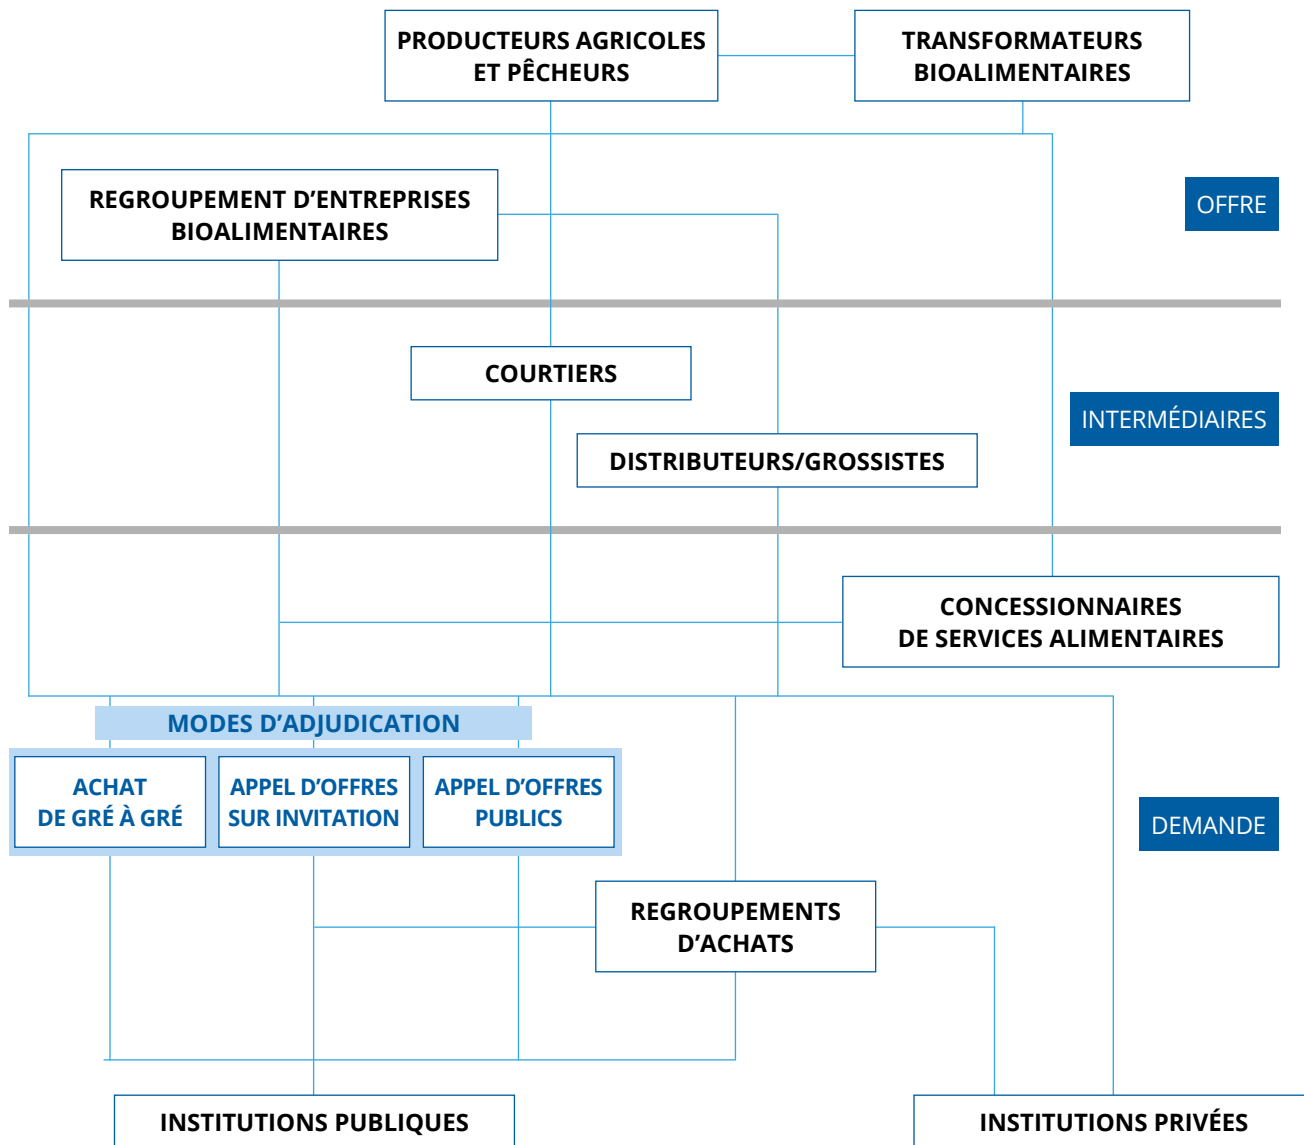 PRODUCTEURS AGRICOLES
ET PÊCHEURS
TRANSFORMATEURS
BIOALIMENTAIRES
REGROUPEMENT D’ENTREPRISES
BIOALIMENTAIRES
OFFRE
COURTIERS
INTERMÉDIAIRES
DISTRIBUTEURS/GROSSISTES
CONCESSIONNAIRES
DE SERVICES ALIMENTAIRES
MODES D’ADJUDICATION
ACHAT
DE GRÉ À GRÉ
APPEL D’OFFRES
SUR INVITATION
APPEL D’OFFRES
PUBLICS
DEMANDE
REGROUPEMENTS
D’ACHATS
INSTITUTIONS PUBLIQUES
INSTITUTIONS PRIVÉES